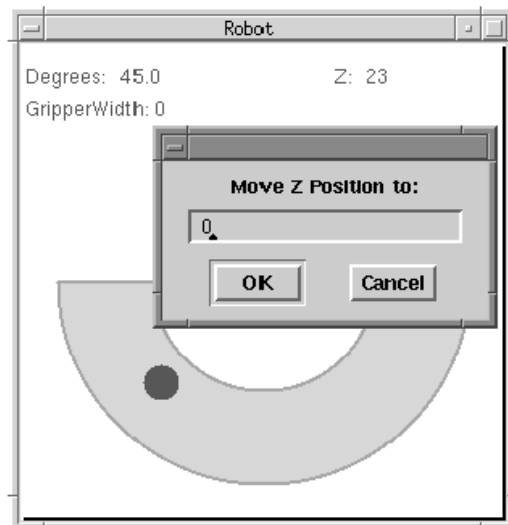 Robot
Degrees: 45.0 Z: 23
GripperWidth: 0
Move Z Position to:
0
OK Cancel